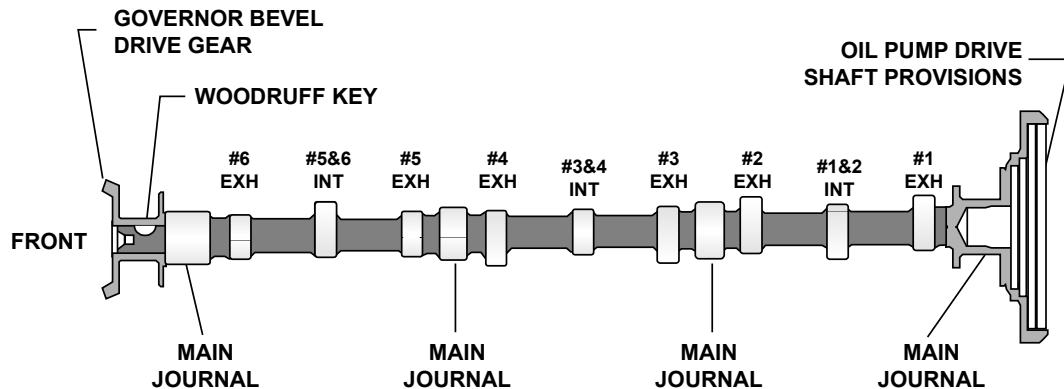 GOVERNOR BEVEL
DRIVE GEAR
OIL PUMP DRIVE
SHAFT PROVISIONS
WOODRUFF KEY
#6
EXH
#5&6
INT
#5
EXH
#4
EXH
#3&4
INT
#3
EXH
#2
EXH
#1&2
INT
#1
EXH
FRONT
MAIN
JOURNAL
MAIN
JOURNAL
MAIN
JOURNAL
MAIN
JOURNAL